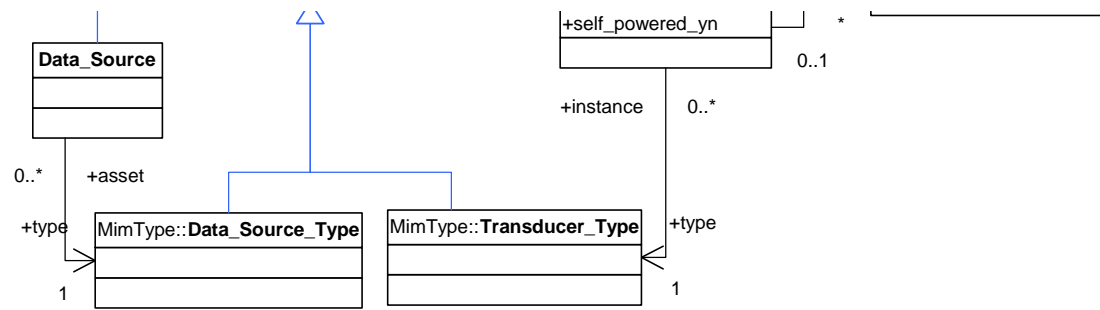 +self_powered_yn
*
Data_Source
0..1
+instance 0..*
0..* +asset
+type
MimType::Data_Source_Type
MimType::Transducer_Type
+type
1
1